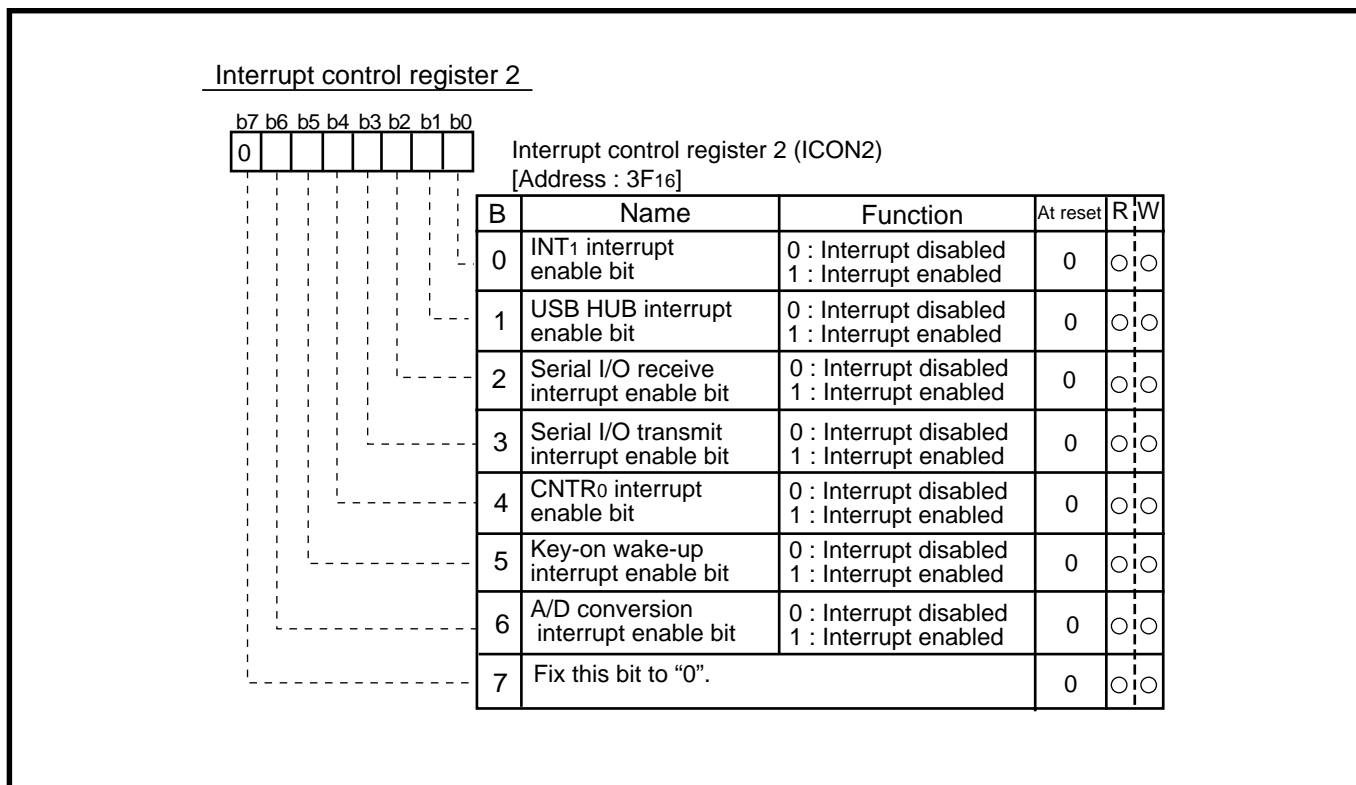 Interrupt control register 2
b7 b6 b5 b4 b3 b2 b1 b0
0
Interrupt control register 2 (ICON2)
[Address : 3F16]
B Name Function At reset R W
0 INT1 interrupt enable bit 0 : Interrupt disabled 1 : Interrupt enabled 0 ○ ○
1 USB HUB interrupt enable bit 0 : Interrupt disabled 1 : Interrupt enabled 0 ○ ○
2 Serial I/O receive interrupt enable bit 0 : Interrupt disabled 1 : Interrupt enabled 0 ○ ○
3 Serial I/O transmit interrupt enable bit 0 : Interrupt disabled 1 : Interrupt enabled 0 ○ ○
4 CNTR0 interrupt enable bit 0 : Interrupt disabled 1 : Interrupt enabled 0 ○ ○
5 Key-on wake-up interrupt enable bit 0 : Interrupt disabled 1 : Interrupt enabled 0 ○ ○
6 A/D conversion interrupt enable bit 0 : Interrupt disabled 1 : Interrupt enabled 0 ○ ○
7 Fix this bit to “0”. 0 ○ ○